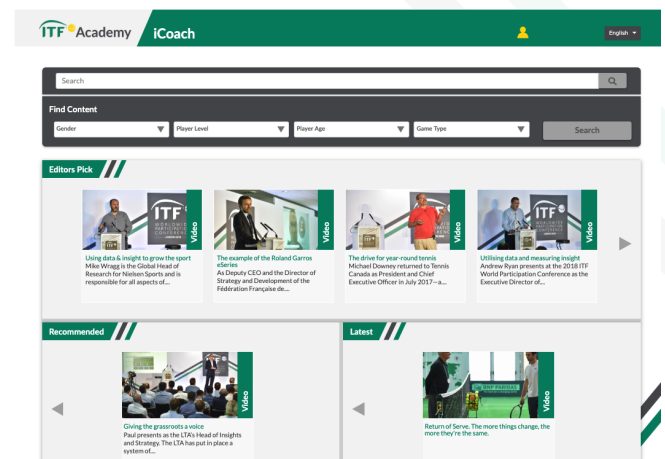 ITF Academy
iCoach
English
Search
Find Content
Gender
Player Level
Player Age
Game Type
Search
Editors Pick
ITF
WORLDWIDE
PARTICIPATION
CONFERENCE
Video
Video
Video
ITF
Video
Using data & insight to grow the sport
Mike Wragg is the Global Head of
Research for Nielsen Sports and is
responsible for all aspects of....
The example of the Roland Garros
eSeries
As Deputy CEO and the Director of
Strategy and Development of the
Fédération Française de....
The drive for year-round tennis
Michael Downey returned to Tennis
Canada as President and Chief
Executive Officer in July 2017—a....
Utilising data and measuring insight
Andrew Ryan presents at the 2018 ITF
World Participation Conference as the
Executive Director of....
Recommended
Latest
Video
BNP PARIBAS
Video
Giving the grassroots a voice
Paul presents as the LTA's Head of Insights
and Strategy. The LTA has put in place a
system of....
Return of Serve. The more things change, the
more they're the same.